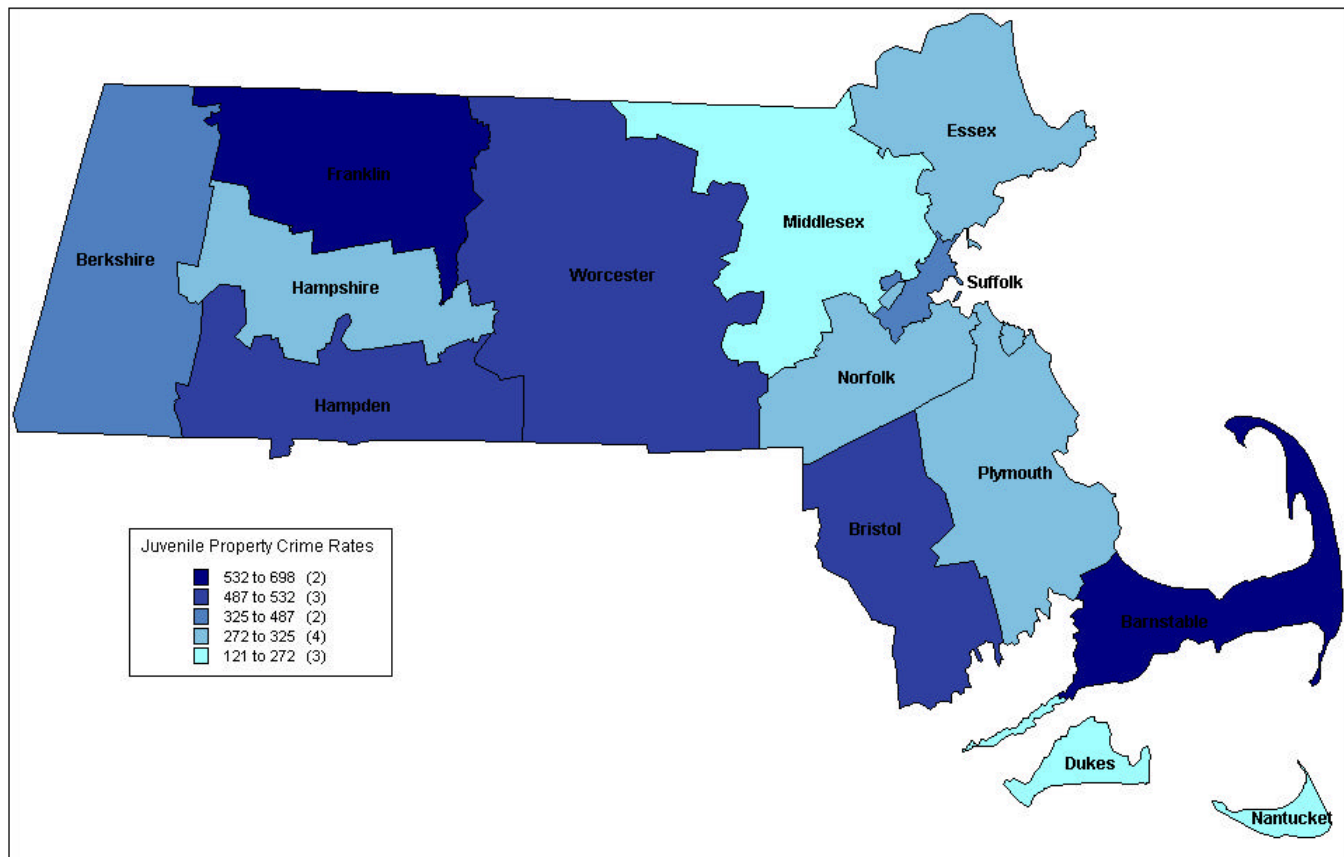 Essex
Franklin
Middlesex
Berkshire
Worcester
Suffolk
Hampshire
Norfolk
Hampden
Plymouth
Bristol
Juvenile Property Crime Rates
532 to 698 (2)
487 to 532 (3)
325 to 487 (2)
272 to 325 (4)
121 to 272 (3)
Barnstable
Dukes
Nantucket